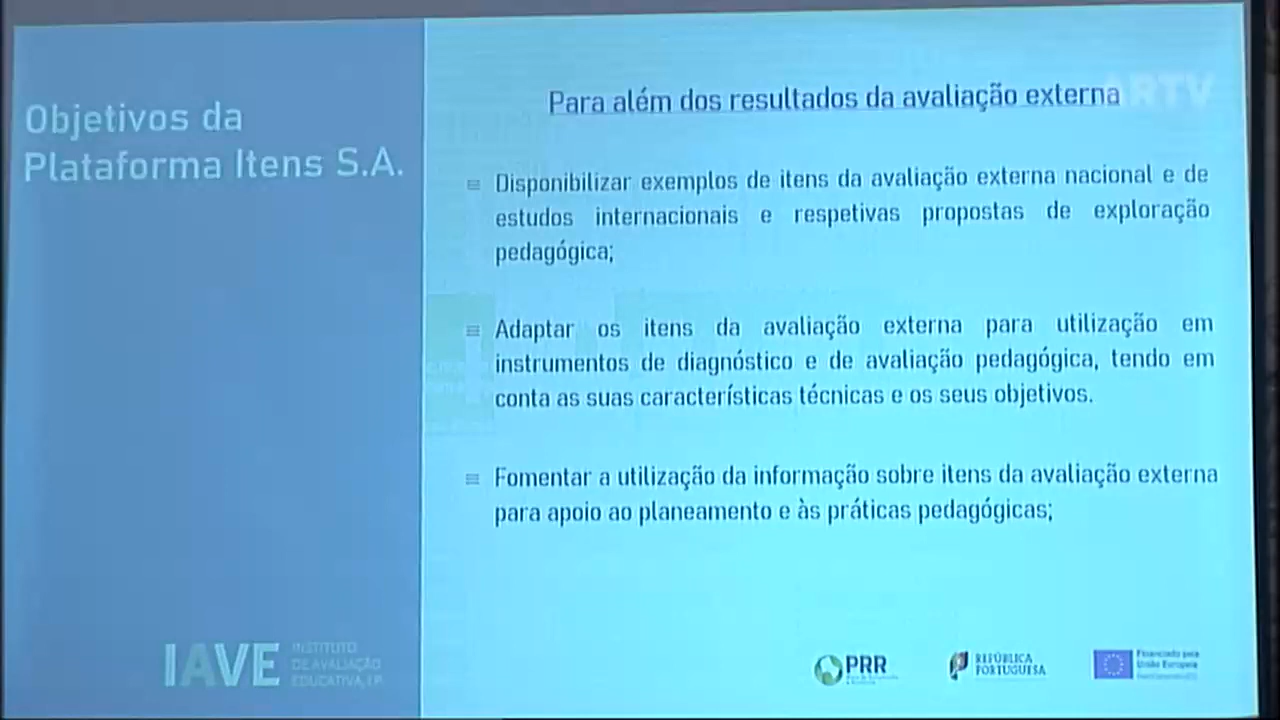 Objetivos da
Plataforma Itens S.A.
Para além dos resultados da avaliação externa
ARTV
Disponibilizar exemplos de itens da avaliação externa nacional e de
estudos internacionais e respetivas propostas de exploração
pedagógica;
Adaptar os itens da avaliação externa para utilização em
instrumentos de diagnóstico e de avaliação pedagógica, tendo em
conta as suas características técnicas e os seus objetivos.
Fomentar a utilização da informação sobre itens da avaliação externa
para apoio ao planeamento e às práticas pedagógicas;
IAVE
INSTITUTO
DE AVALIAÇÃO
EDUCATIVA, I.P.
PRR
REPÚBLICA
PORTUGUESA
Financiado pela
União Europeia